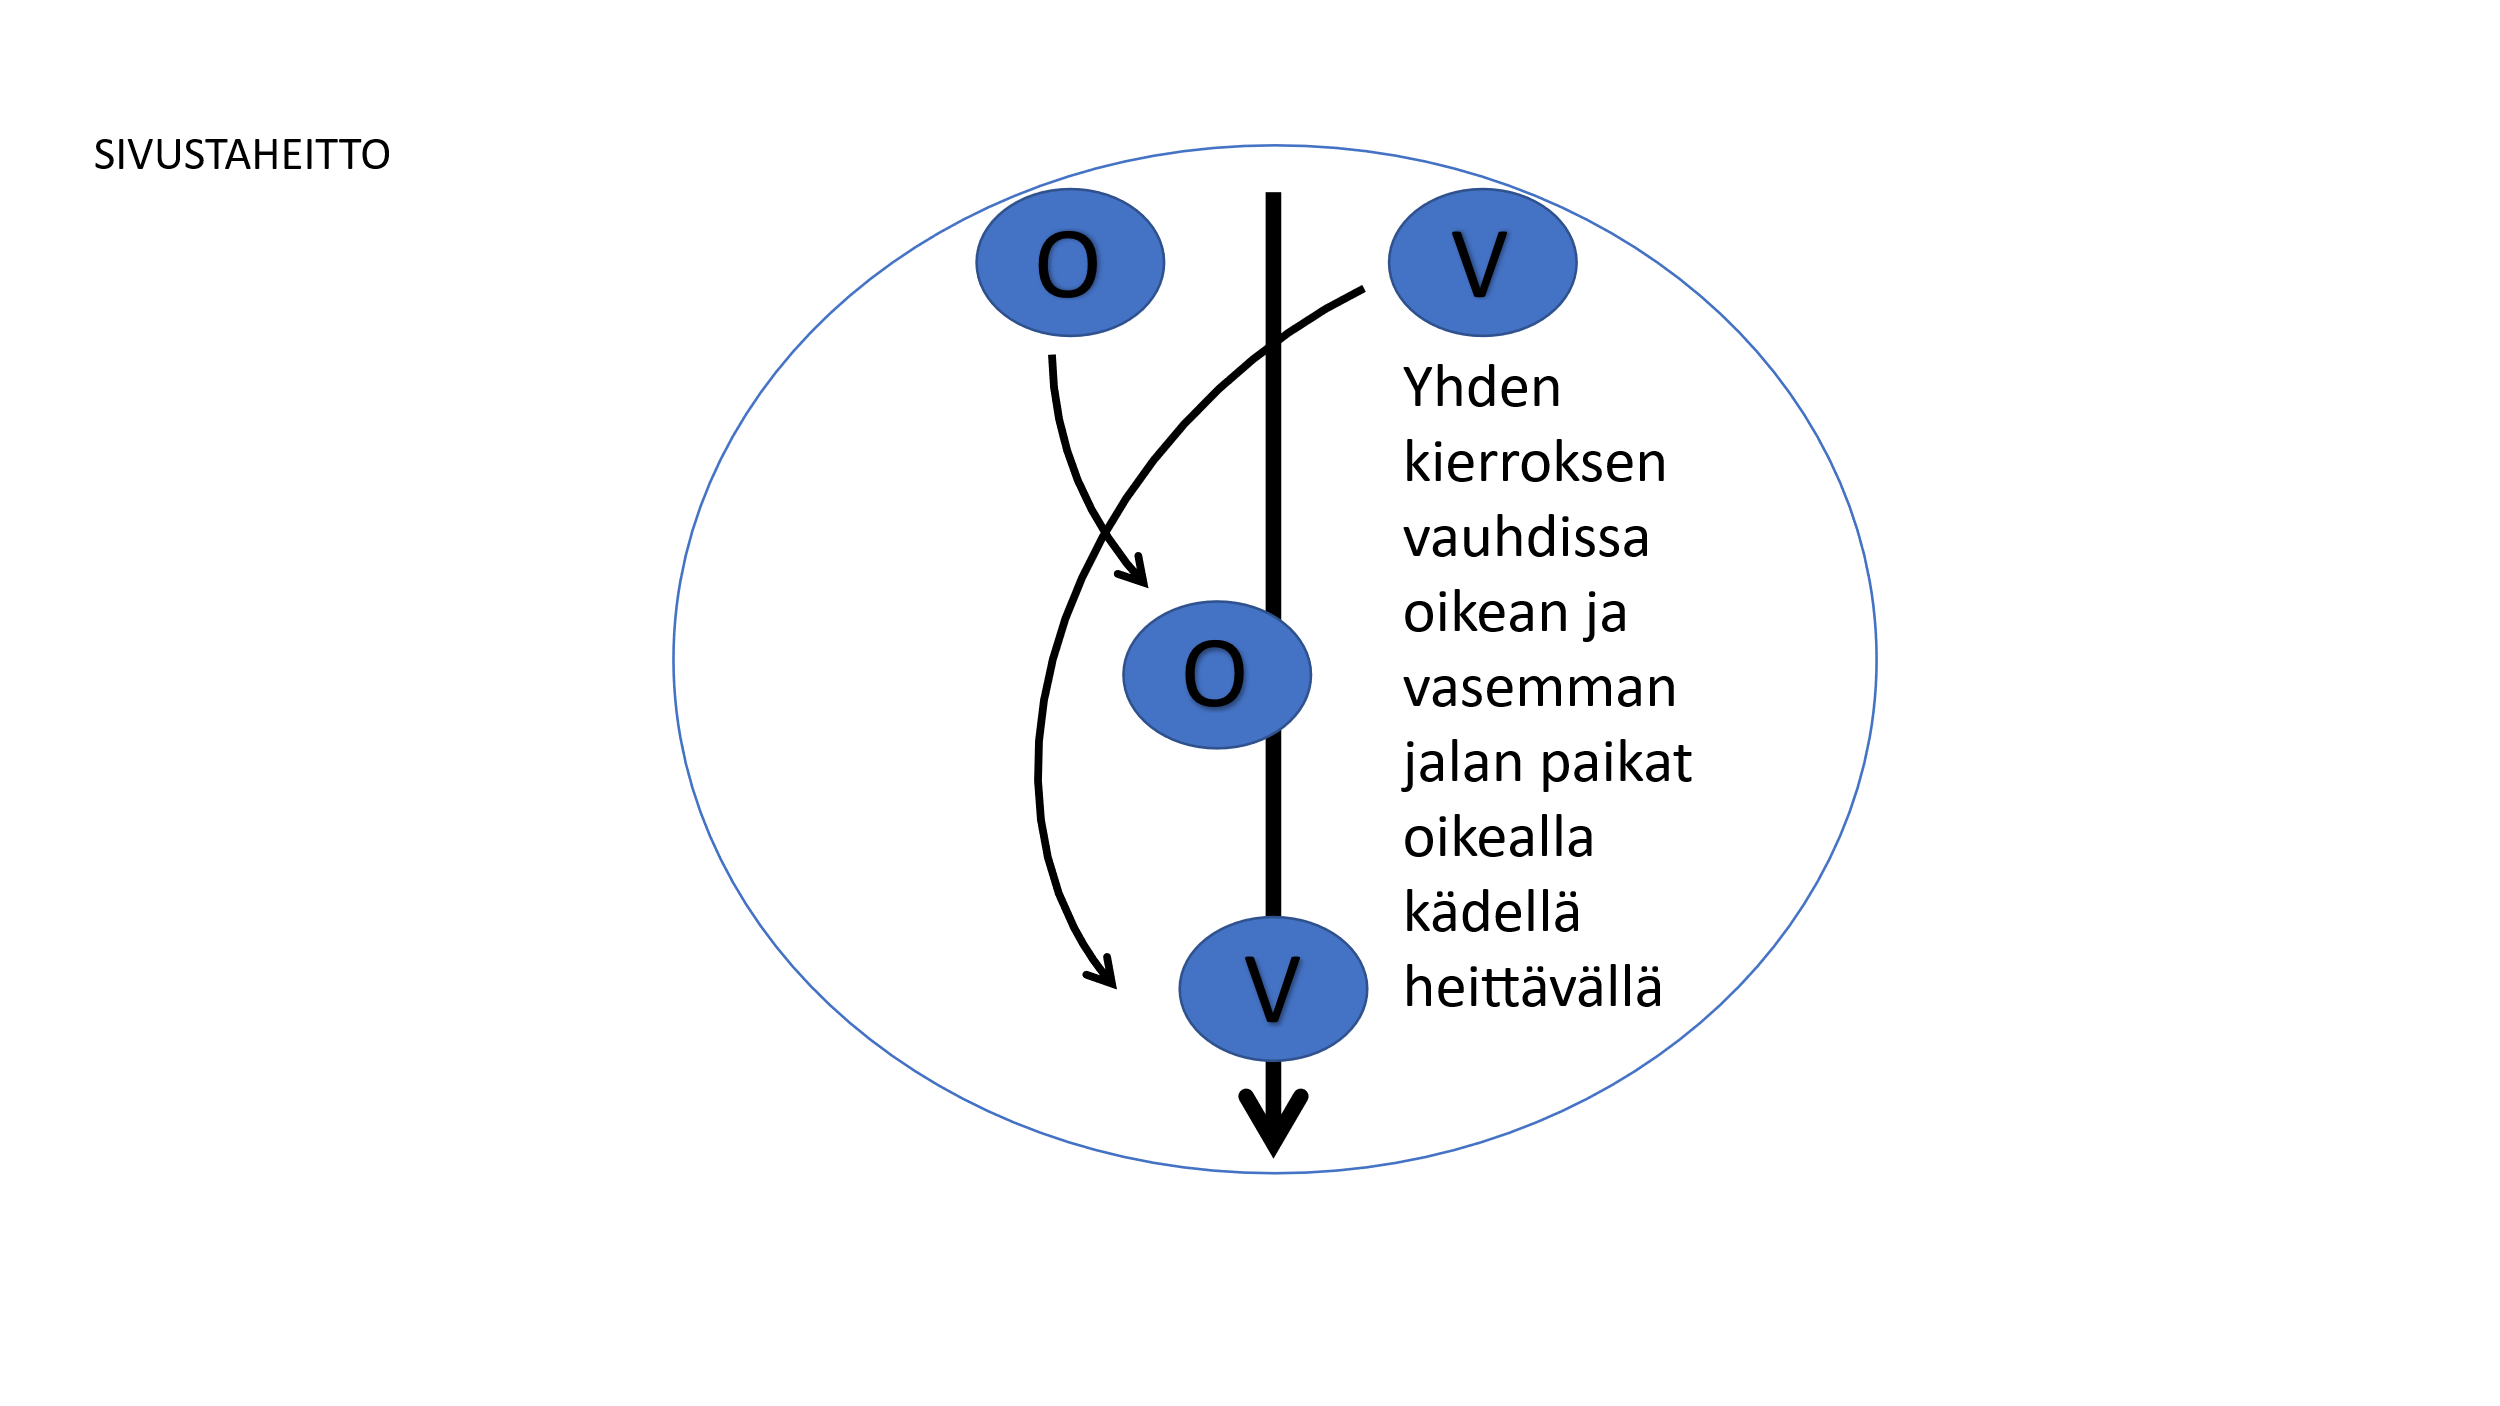 SIVUSTAHEITTO
O
V
Yhden
kierroksen
vauhdissa
oikean ja
vasemman
jalan paikat
oikealla
kädellä
heittävällä
O
V